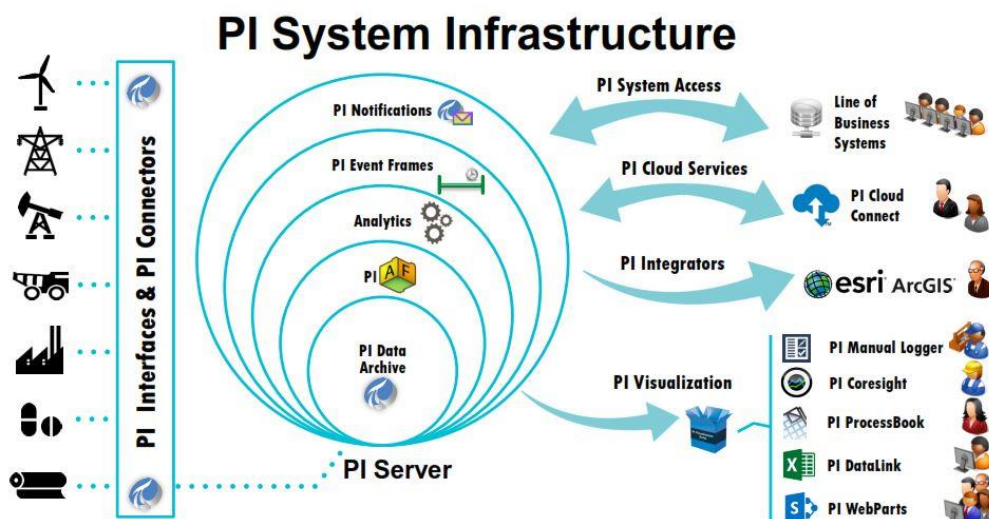 PI System Infrastructure
PI Interfaces & PI Connectors
PI Notifications
PI Event Frames
Analytics
PI AF
PI Data
Archive
PI Server
PI System Access
Line of
Business
Systems
PI Cloud Services
PI Cloud
Connect
PI Integrators
esri ArcGIS
PI Visualization
PI Manual Logger
PI Coresight
PI ProcessBook
X
PI DataLink
S
PI WebParts